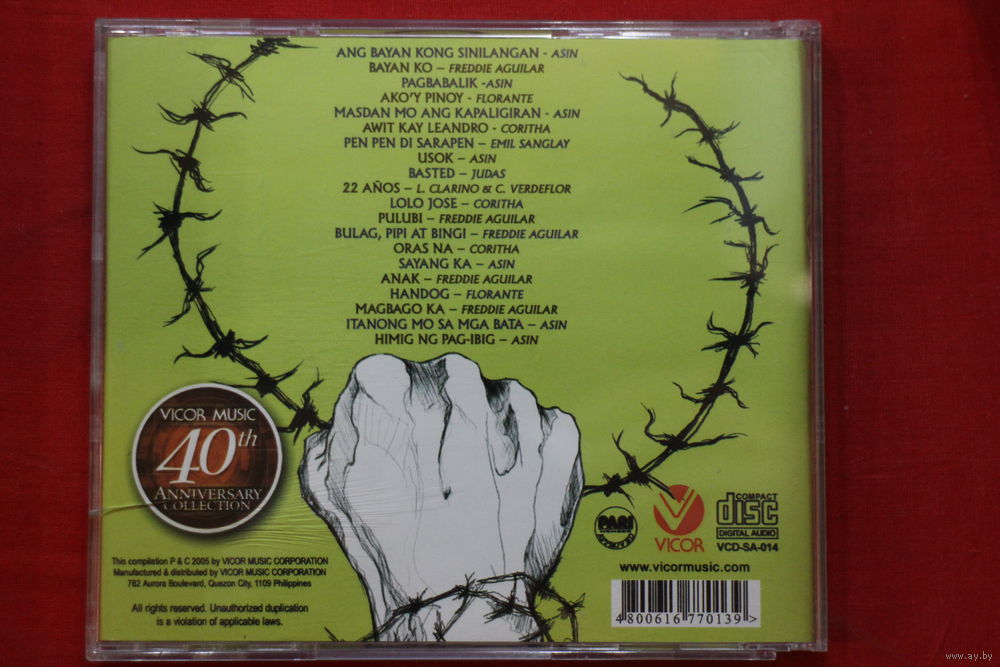 ANG BAYAN KONG SINILANGAN - ASIN
BAYAN KO – FREDDIE AGUILAR
PAGBABALIK -ASIN
AKO'Y PINOY - FLORANTE
MASDAN MO ANG KAPALIGIRAN - ASIN
AWIT KAY LEANDRO - CORITHA
PEN PEN DI SARAPEN – EMIL SANGLAY
USOK – ASIN
BASTED – JUDAS
22 AÑOS – L. CLARINO & C. VERDEFLOR
LOLO JOSE – CORITHA
PULUBI – FREDDIE AGUILAR
BULAG, PIPI AT BINGI – FREDDIE AGUILAR
ORAS NA – CORITHA
SAYANG KA – ASIN
ANAK – FREDDIE AGUILAR
HANDOG – FLORANTE
MAGBAGO KA – FREDDIE AGUILAR
ITANONG MO SA MGA BATA – ASIN
HIMIG NG PAG-IBIG – ASIN
VICOR MUSIC
40th
ANNIVERSARY
COLLECTION
This compilation P & C 2005 by VICOR MUSIC CORPORATION
Manufactured & distributed by VICOR MUSIC CORPORATION
782 Aurora Boulevard, Quezon City, 1109 Philippines
All rights reserved. Unauthorized duplication
is a violation of applicable laws.
PARI
VICOR
COMPACT
disc
DIGITAL AUDIO
VCD-SA-014
www.vicormusic.com
4 800616 770139 >
www.ay.by